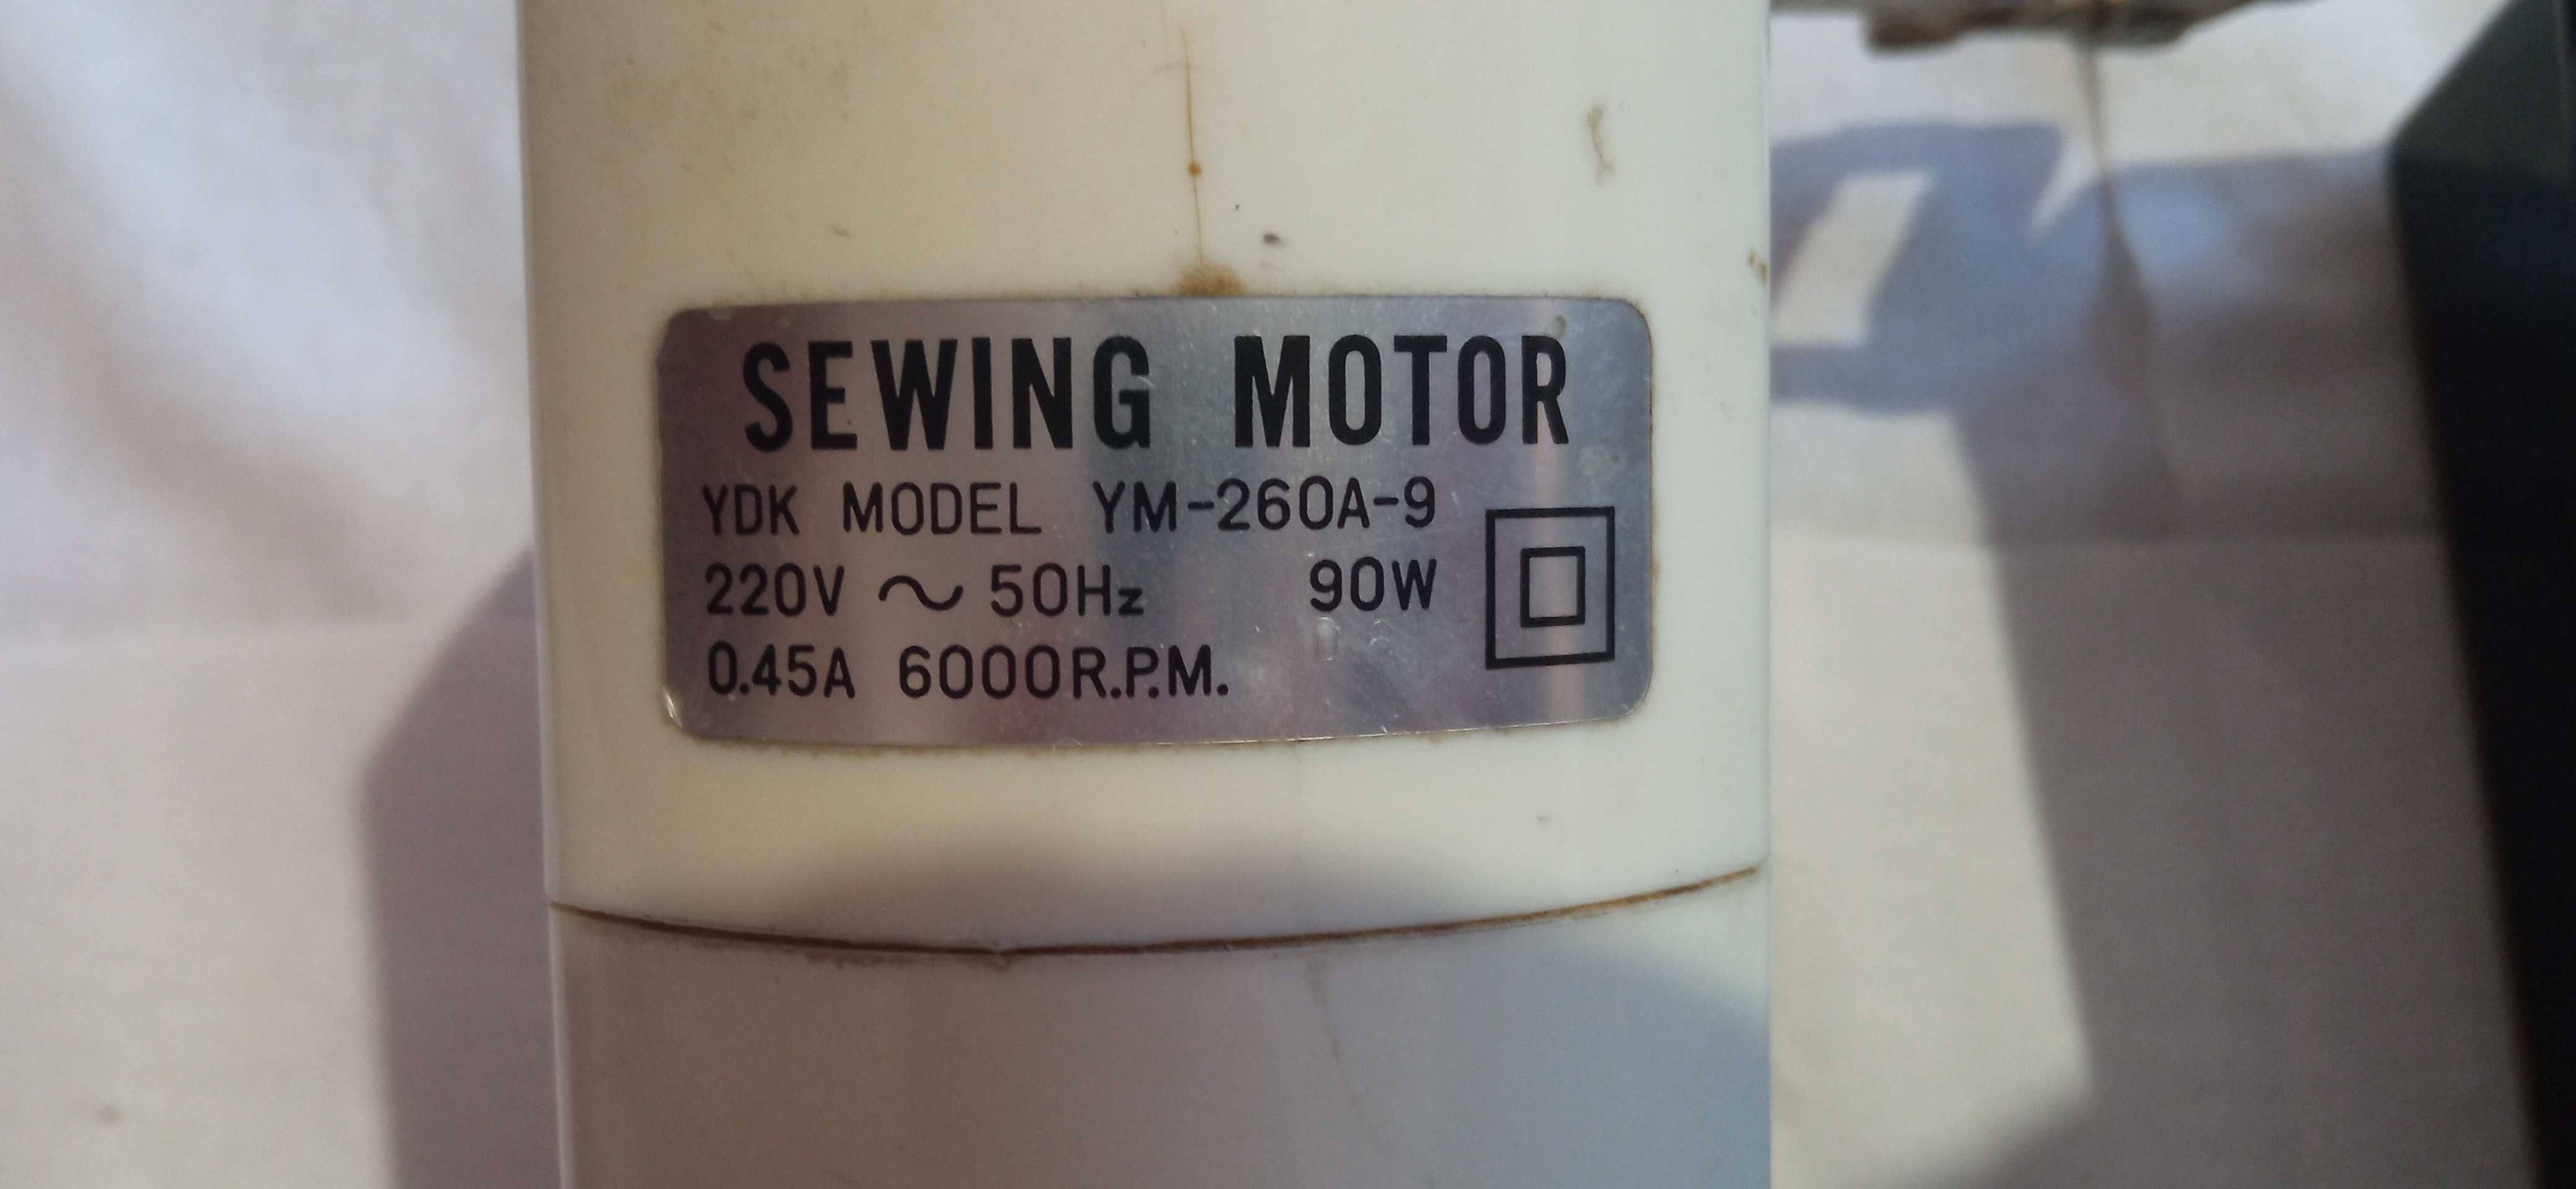 SEWING MOTOR
YDK MODEL YM-260A-9
220V ~ 50Hz 90W
0.45A 6000R.P.M.